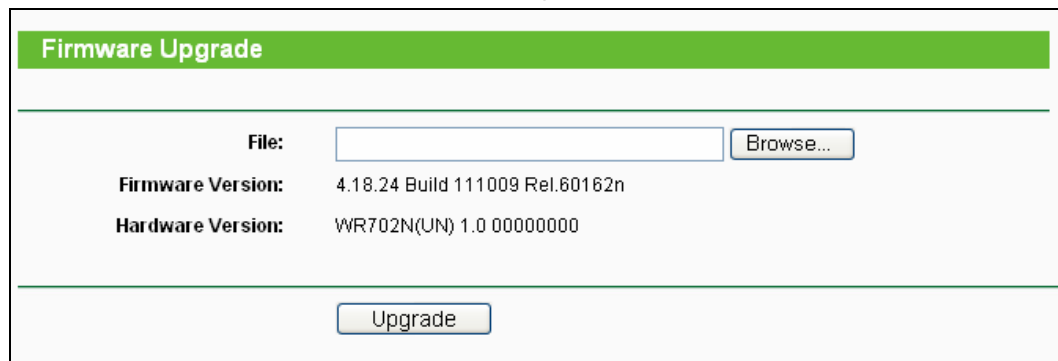 Firmware Upgrade
File:
Browse...
Firmware Version: 4.18.24 Build 111009 Rel.60162n
Hardware Version: WR702N(UN) 1.0 00000000
Upgrade